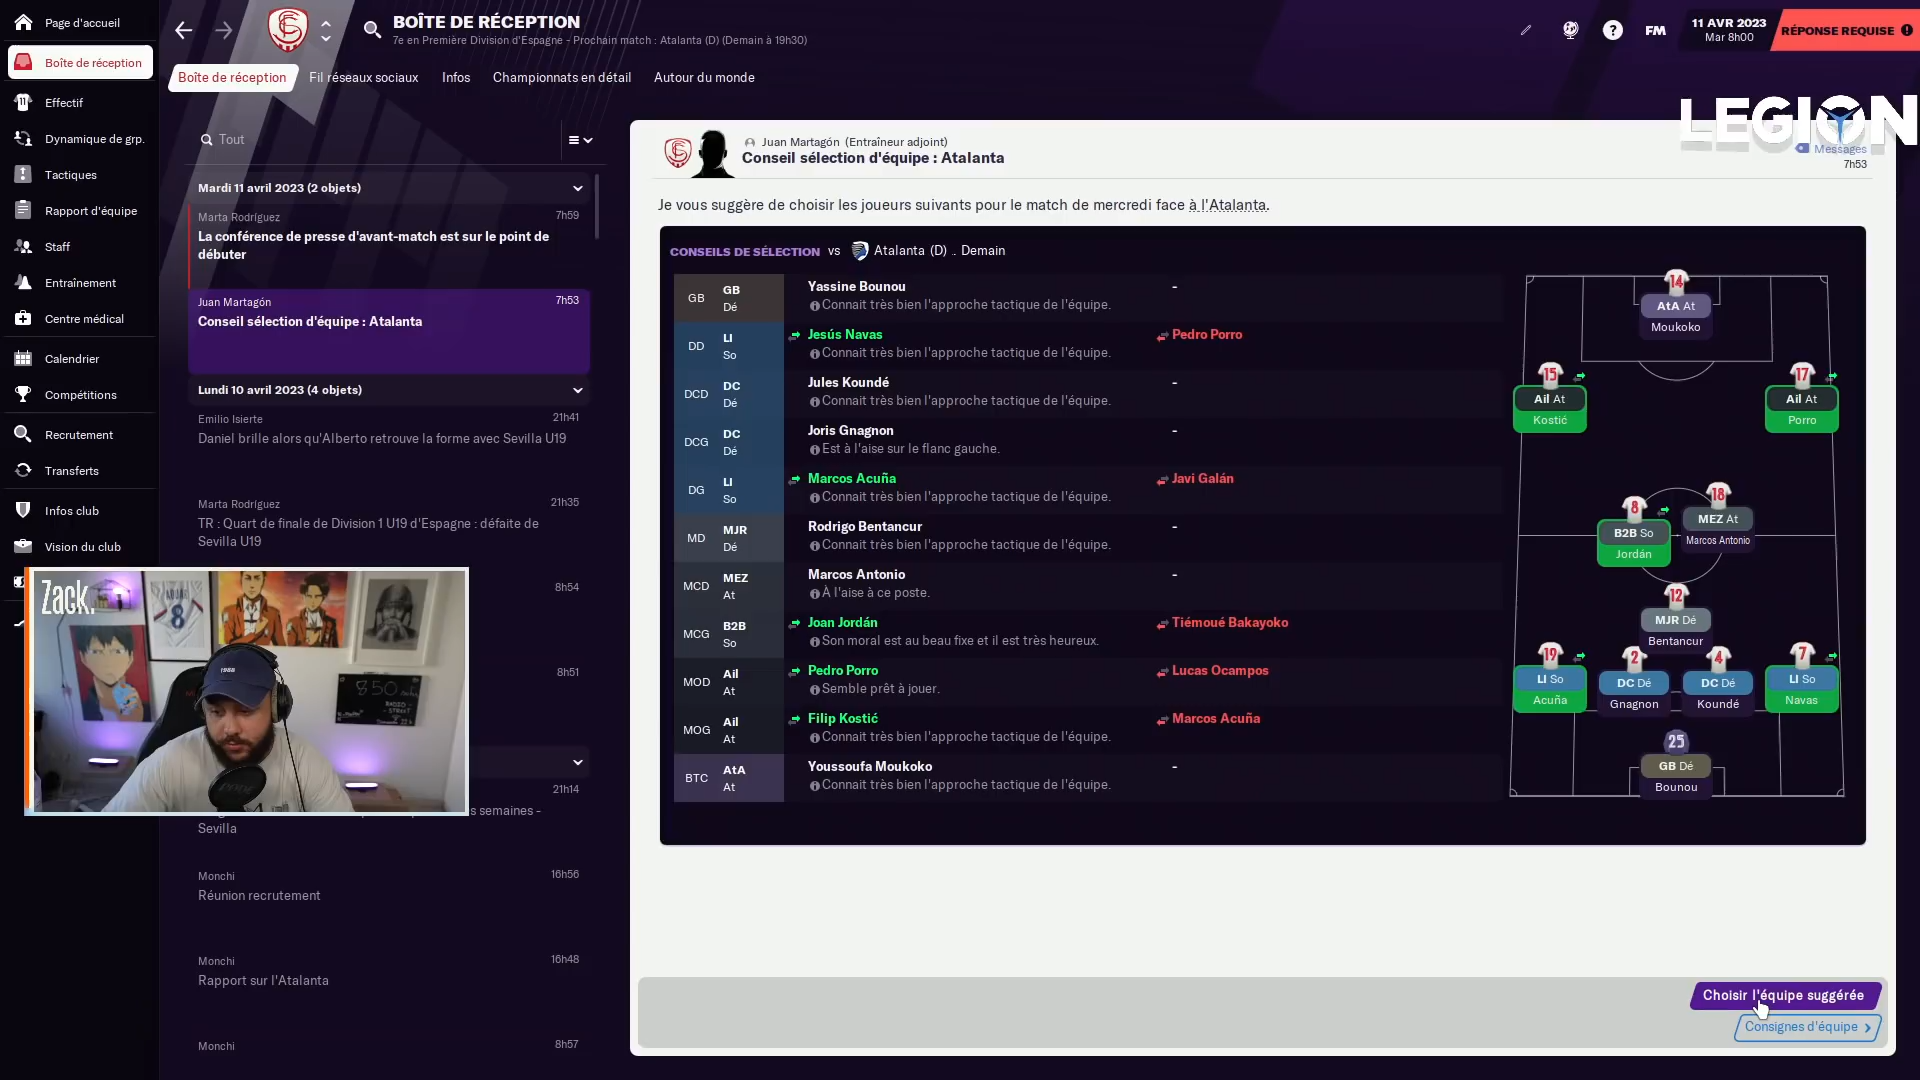 Page d'accueil
Boîte de réception
Effectif
Dynamique de grp.
Tactiques
Rapport d'équipe
Staff
Entraînement
Centre médical
Calendrier
Compétitions
Recrutement
Transferts
Infos club
Vision du club
BOÎTE DE RÉCEPTION
7e en Première Division d'Espagne - Prochain match : Atalanta (D) (Demain à 19h30)
FM
11 AVR 2023
Mar 8h00
RÉPONSE REQUISE
Boîte de réception
Fil réseaux sociaux
Infos
Championnats en détail
Autour du monde
LEGION
Tout
Mardi 11 avril 2023 (2 objets)
Marta Rodríguez 7h59
La conférence de presse d'avant-match est sur le point de
débuter
Juan Martagón 7h53
Conseil sélection d'équipe : Atalanta
Lundi 10 avril 2023 (4 objets)
Emilio Isierte 21h41
Daniel brille alors qu'Alberto retrouve la forme avec Sevilla U19
Marta Rodríguez 21h35
TR : Quart de finale de Division 1 U19 d'Espagne : défaite de
Sevilla U19
8h54
8h51
21h14
s semaines -
Sevilla
Monchi 16h56
Réunion recrutement
Monchi 16h48
Rapport sur l'Atalanta
Monchi 8h57
Zack.
Juan Martagón (Entraîneur adjoint)
Conseil sélection d'équipe : Atalanta
Messages
7h53
Je vous suggère de choisir les joueurs suivants pour le match de mercredi face à l'Atalanta.
CONSEILS DE SÉLECTION vs Atalanta (D) .. Demain
GB GB Dé Yassine Bounou -
Connait très bien l'approche tactique de l'équipe.
DD LI So Jesús Navas Pedro Porro
Connait très bien l'approche tactique de l'équipe.
DCD DC Dé Jules Koundé -
Connait très bien l'approche tactique de l'équipe.
DCG DC Dé Joris Gnagnon -
Est à l'aise sur le flanc gauche.
DG LI So Marcos Acuña Javi Galán
Connait très bien l'approche tactique de l'équipe.
MD MJR Dé Rodrigo Bentancur -
Connait très bien l'approche tactique de l'équipe.
MCD MEZ At Marcos Antonio -
À l'aise à ce poste.
MCG B2B So Joan Jordán Tiémoué Bakayoko
Son moral est au beau fixe et il est très heureux.
MOD Ail At Pedro Porro Lucas Ocampos
Semble prêt à jouer.
MOG Ail At Filip Kostić Marcos Acuña
Connait très bien l'approche tactique de l'équipe.
BTC AtA At Youssoufa Moukoko -
Connait très bien l'approche tactique de l'équipe.
14
AtA At
Moukoko
15 17
Ail At Ail At
Kostić Porro
8 18
B2B So MEZ At
Jordán Marcos Antonio
12
MJR Dé
Bentancur
19 2 4 7
LI So DC Dé DC Dé LI So
Acuña Gnagnon Koundé Navas
25
GB Dé
Bounou
Choisir l'équipe suggérée
Consignes d'équipe